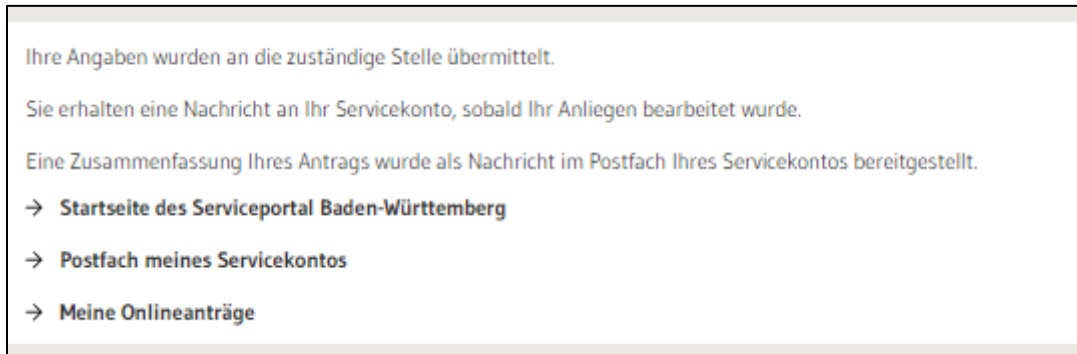 Ihre Angaben wurden an die zuständige Stelle übermittelt.
Sie erhalten eine Nachricht an Ihr Servicekonto, sobald Ihr Anliegen bearbeitet wurde.
Eine Zusammenfassung Ihres Antrags wurde als Nachricht im Postfach Ihres Servicekontos bereitgestellt.
→ Startseite des Serviceportal Baden-Württemberg
→ Postfach meines Servicekontos
→ Meine Onlineanträge